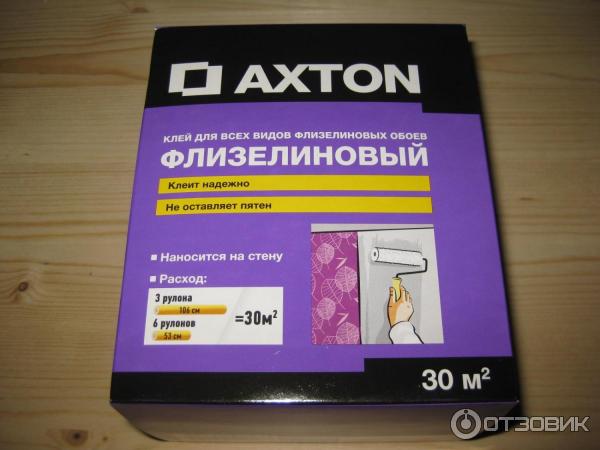 AXTON
КЛЕЙ ДЛЯ ВСЕХ ВИДОВ ФЛИЗЕЛИНОВЫХ ОБОЕВ
ФЛИЗЕЛИНОВЫЙ
Клеит надежно
Не оставляет пятен
Наносится на стену
Расход:
3 рулона
106 см
6 рулонов
53 см
=30м²
30 м²
ОТЗОВИК